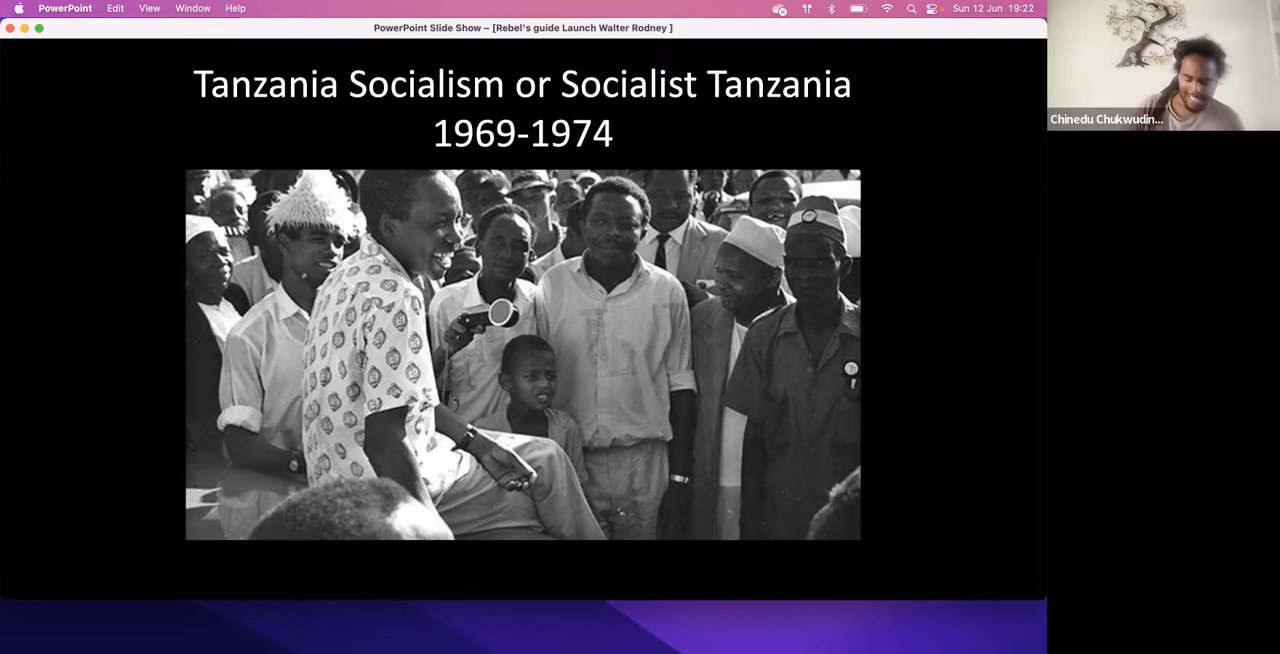 PowerPoint Edit View Window Help Sun 12 Jun 19:22
PowerPoint Slide Show – [Rebel's guide Launch Walter Rodney ]
Tanzania Socialism or Socialist Tanzania
1969-1974
Chinedu Chukwudin...